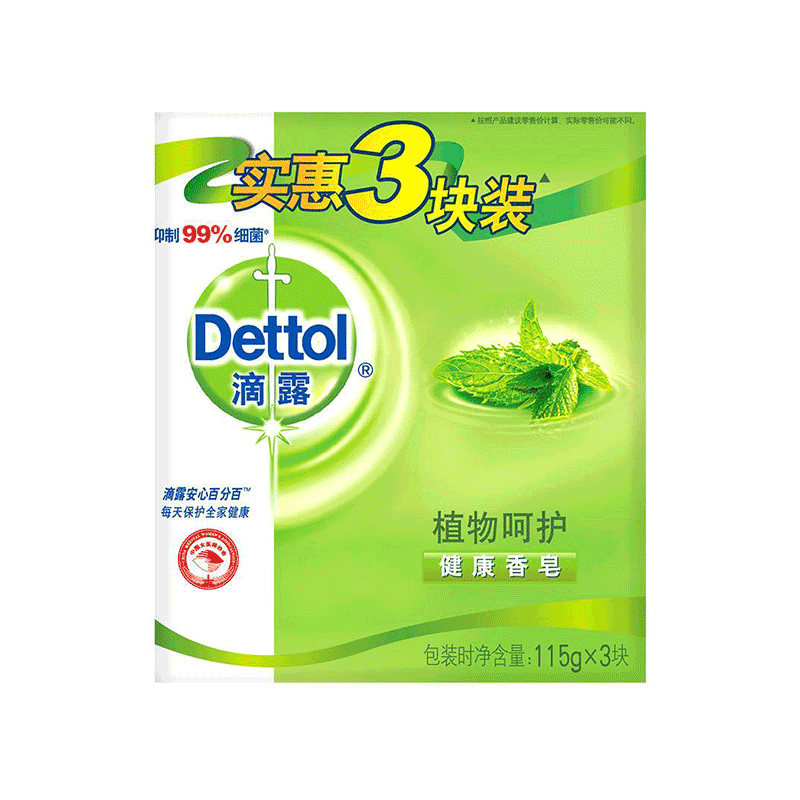 ▲按照产品建议零售价计算,实际零售价可能不同。
实惠3块装▲
抑制99%细菌*
Dettol®
滴露
滴露安心百分百™
每天保护全家健康
植物呵护
健康香皂
包装时净含量:115g×3块